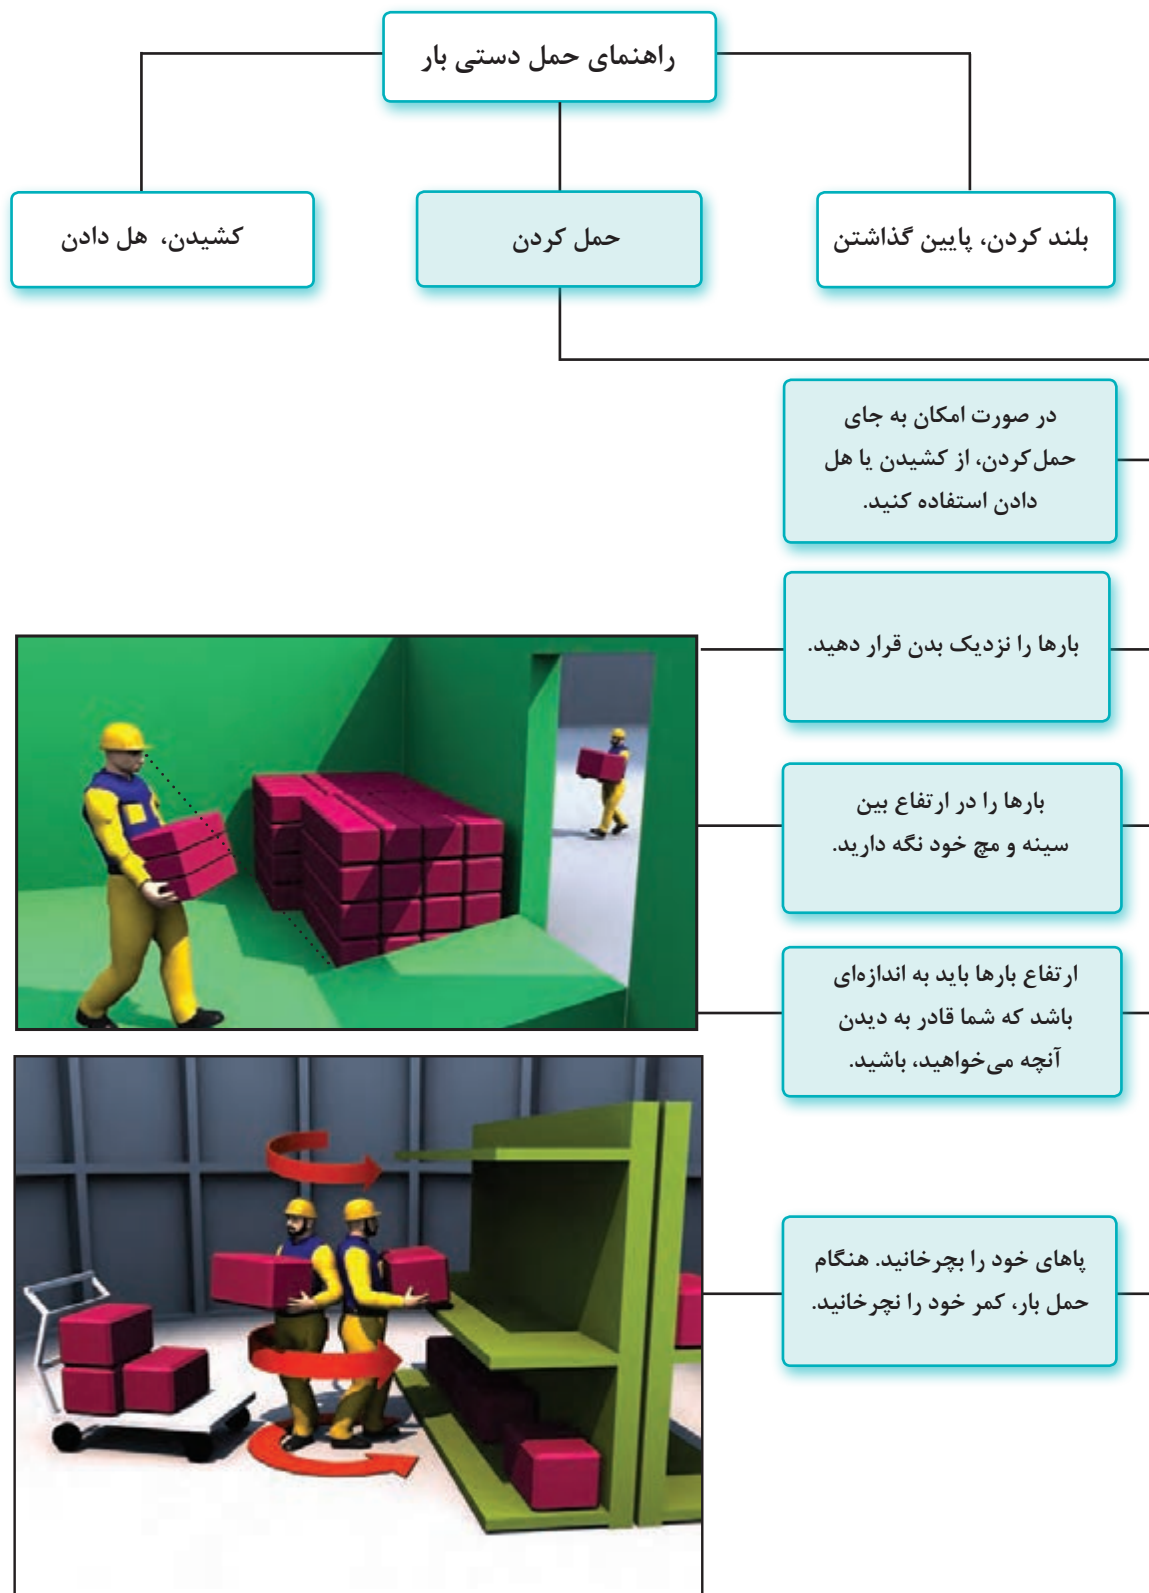 راهنمای حمل دستی بار
بلند کردن، پایین گذاشتن
حمل کردن
کشیدن، هل دادن
در صورت امکان به جای
حمل‌کردن، از کشیدن یا هل
دادن استفاده کنید.
بارها را نزدیک بدن قرار دهید.
بارها را در ارتفاع بین
سینه و مچ خود نگه دارید.
ارتفاع بارها باید به اندازه‌ای
باشد که شما قادر به دیدن
آنچه می‌خواهید، باشید.
پاهای خود را بچرخانید. هنگام
حمل بار، کمر خود را نچرخانید.